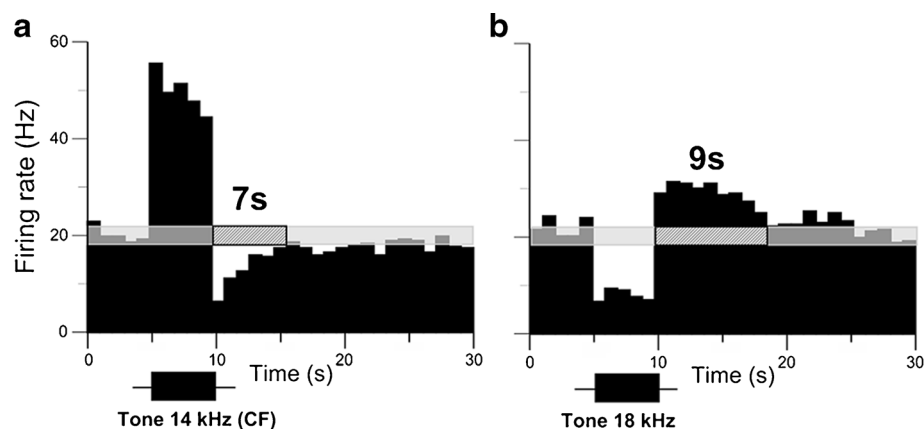 a
b
60
40
20
0
Firing rate (Hz)
7s
9s
0 10 20 30
Time (s)
0 10 20 30
Time (s)
Tone 14 kHz (CF)
Tone 18 kHz